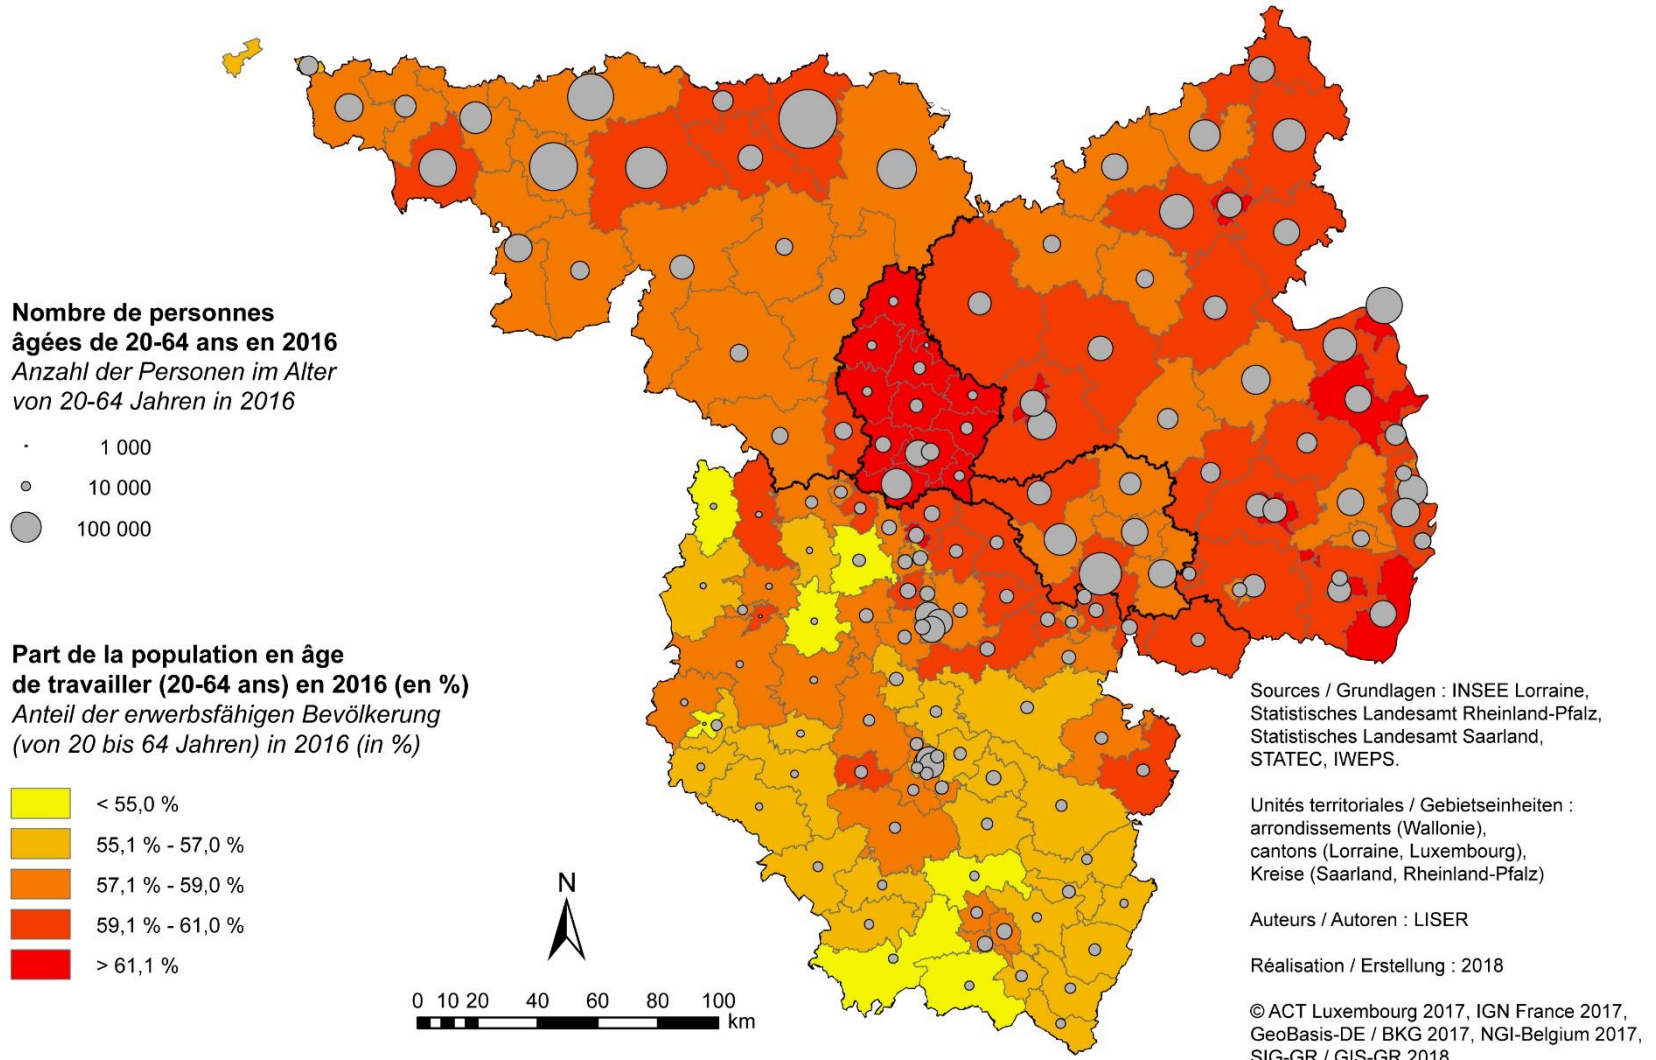 Nombre de personnes
âgées de 20-64 ans en 2016
Anzahl der Personen im Alter
von 20-64 Jahren in 2016
1 000
10 000
100 000
Part de la population en âge
de travailler (20-64 ans) en 2016 (en %)
Anteil der erwerbsfähigen Bevölkerung
(von 20 bis 64 Jahren) in 2016 (in %)
< 55,0 %
55,1 % - 57,0 %
57,1 % - 59,0 %
59,1 % - 61,0 %
> 61,1 %
N
0 10 20 40 60 80 100
km
Sources / Grundlagen : INSEE Lorraine,
Statistisches Landesamt Rheinland-Pfalz,
Statistisches Landesamt Saarland,
STATEC, IWEPS.
Unités territoriales / Gebietseinheiten :
arrondissements (Wallonie),
cantons (Lorraine, Luxembourg),
Kreise (Saarland, Rheinland-Pfalz)
Auteurs / Autoren : LISER
Réalisation / Erstellung : 2018
© ACT Luxembourg 2017, IGN France 2017,
GeoBasis-DE / BKG 2017, NGI-Belgium 2017,
SIG-GR / GIS-GR 2018